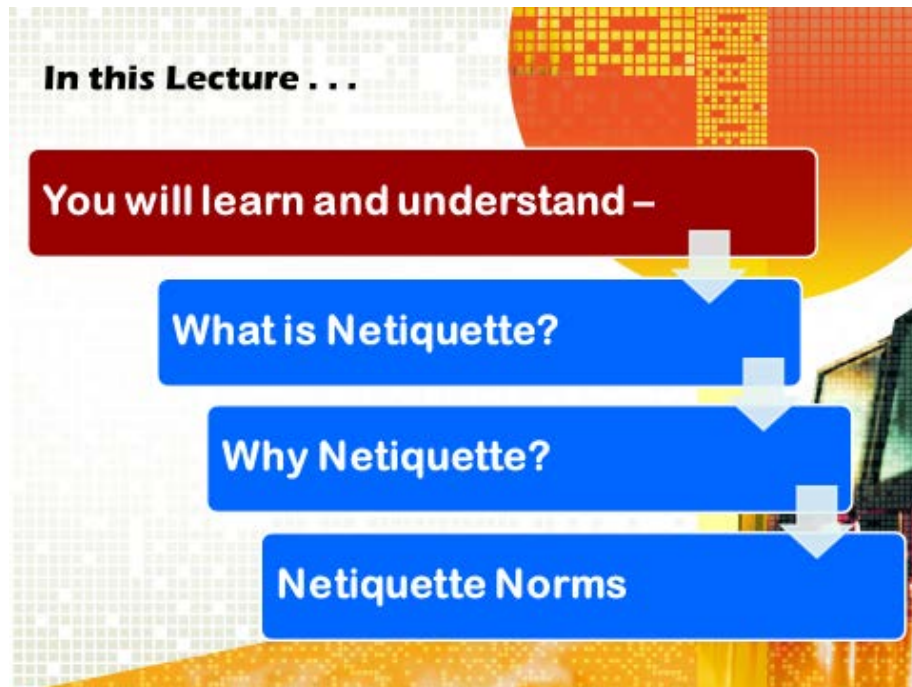 In this Lecture . . .
You will learn and understand –
What is Netiquette?
Why Netiquette?
Netiquette Norms